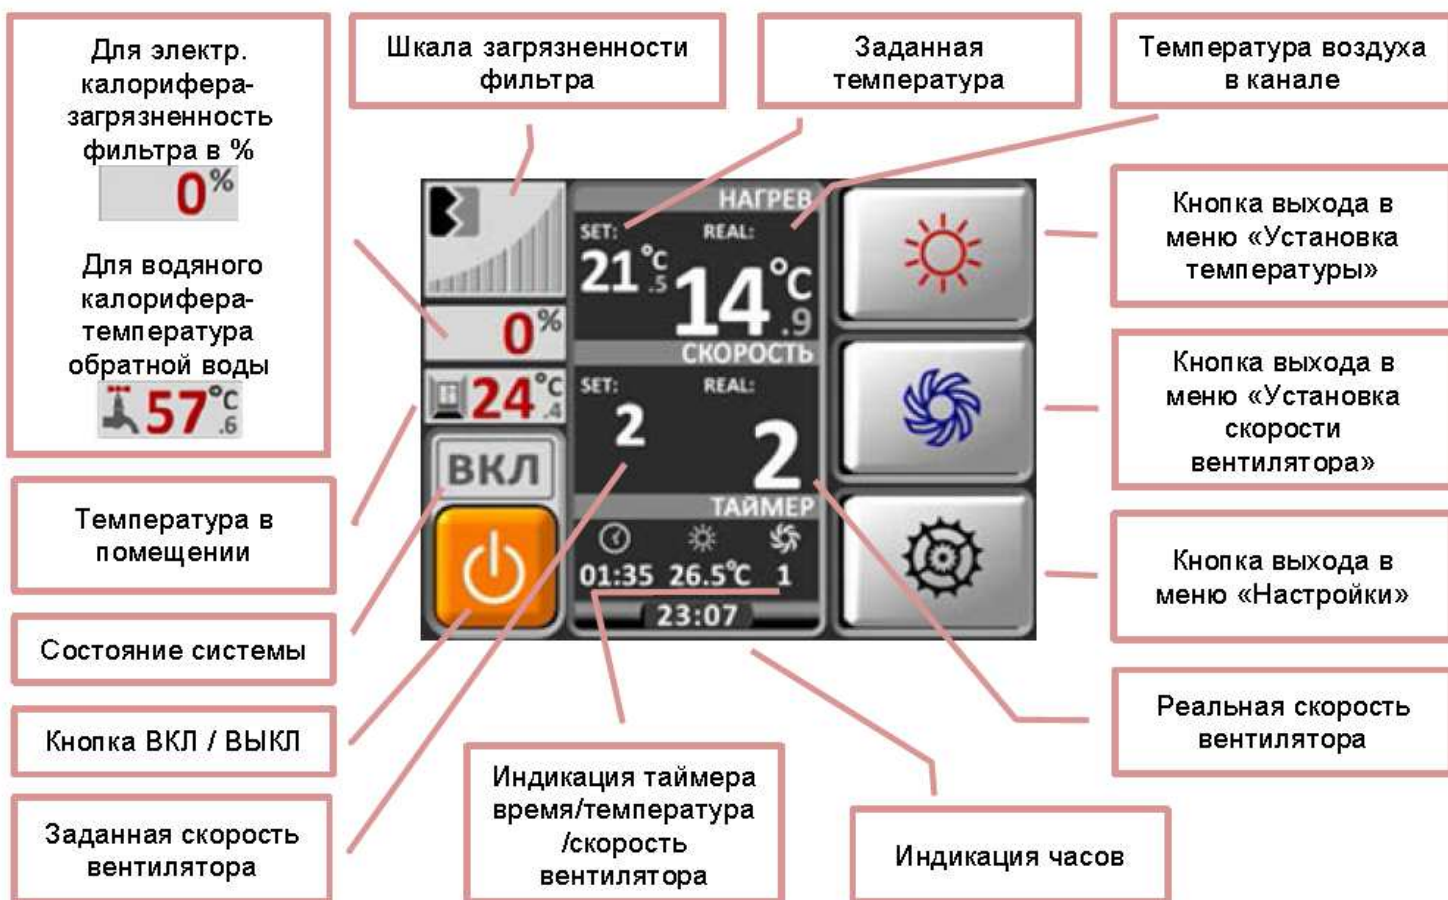 Для электр.
калорифера-
загрязненность
фильтра в %
0%
Для водяного
калорифера-
температура
обратной воды
57°C
.6
Шкала загрязненности
фильтра
Заданная
температура
Температура воздуха
в канале
НАГРЕВ
SET:
REAL:
21°C
.5
14°C
.9
0%
СКОРОСТЬ
24°C
.4
SET:
REAL:
2
2
ВКЛ
ТАЙМЕР
01:35
26.5°C
1
23:07
Кнопка выхода в
меню «Установка
температуры»
Кнопка выхода в
меню «Установка
скорости
вентилятора»
Кнопка выхода в
меню «Настройки»
Температура в
помещении
Состояние системы
Кнопка ВКЛ / ВЫКЛ
Заданная скорость
вентилятора
Индикация таймера
время/температура
/скорость
вентилятора
Индикация часов
Реальная скорость
вентилятора